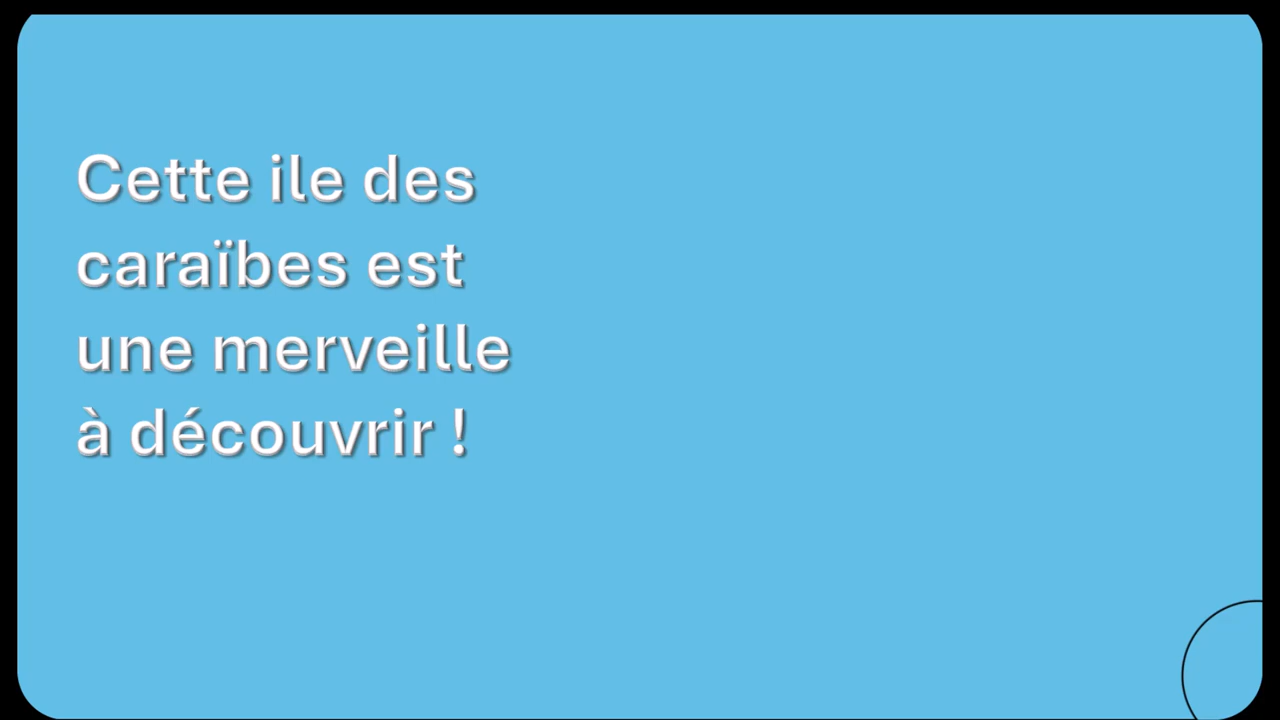 Cette ile des
caraïbes est
une merveille
à découvrir !